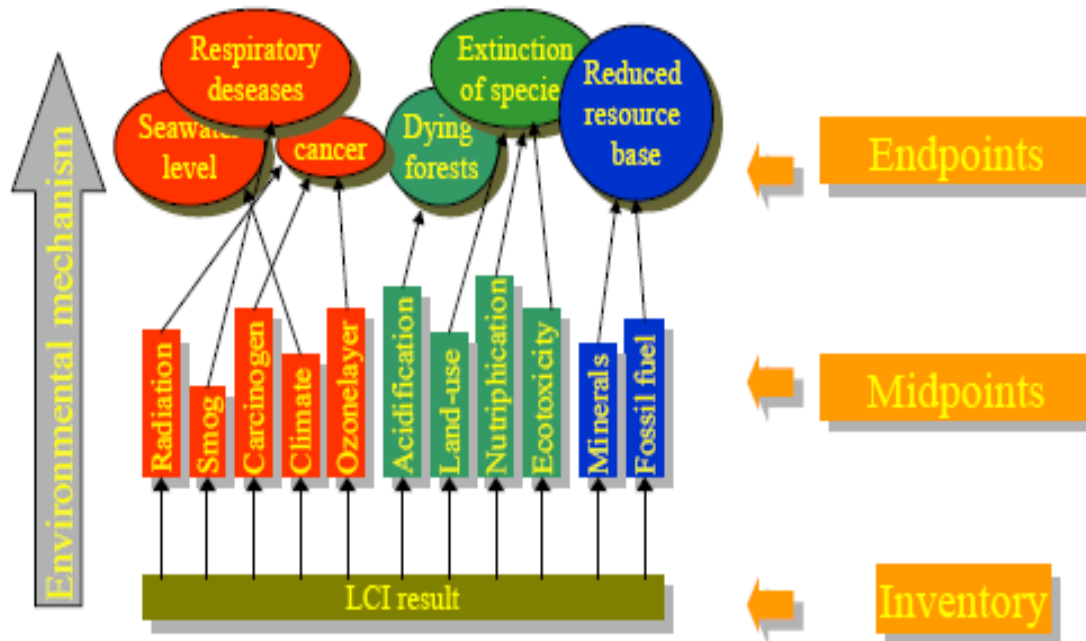 Environmental mechanism
Respiratory
deseases
Seawater
level
cancer
Dying
forests
Extinction
of specie
Reduced
resource
base
Endpoints
Radiation
Smog
Carcinogen
Climate
Ozonelayer
Acidification
Land-use
Nutriphication
Ecotoxicity
Minerals
Fossil fuel
Midpoints
LCI result
Inventory